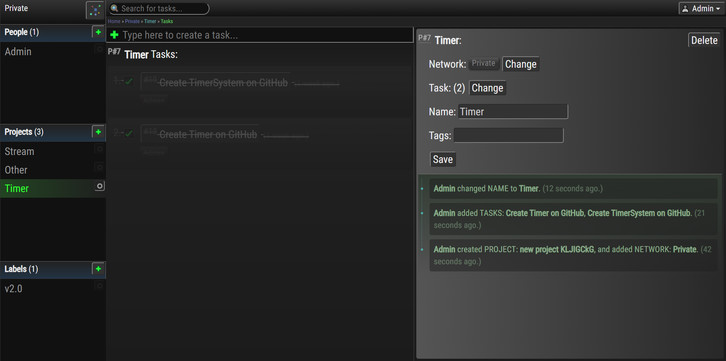 Private
Search for tasks...
Admin
Home » Private » Timer » Tasks
People (1)
Admin
Projects (3)
Stream
Other
Timer
Labels (1)
v2.0
Type here to create a task...
P#7 Timer Tasks:
Create TimerSystem on GitHub
Create Timer on GitHub
P#7 Timer:
Delete
Network: Private Change
Task: (2) Change
Name: Timer
Tags:
Save
Admin changed NAME to Timer. (12 seconds ago.)
Admin added TASKS: Create Timer on GitHub, Create TimerSystem on GitHub. (21
seconds ago.)
Admin created PROJECT: new project KLJIGCkG, and added NETWORK: Private. (42
seconds ago.)